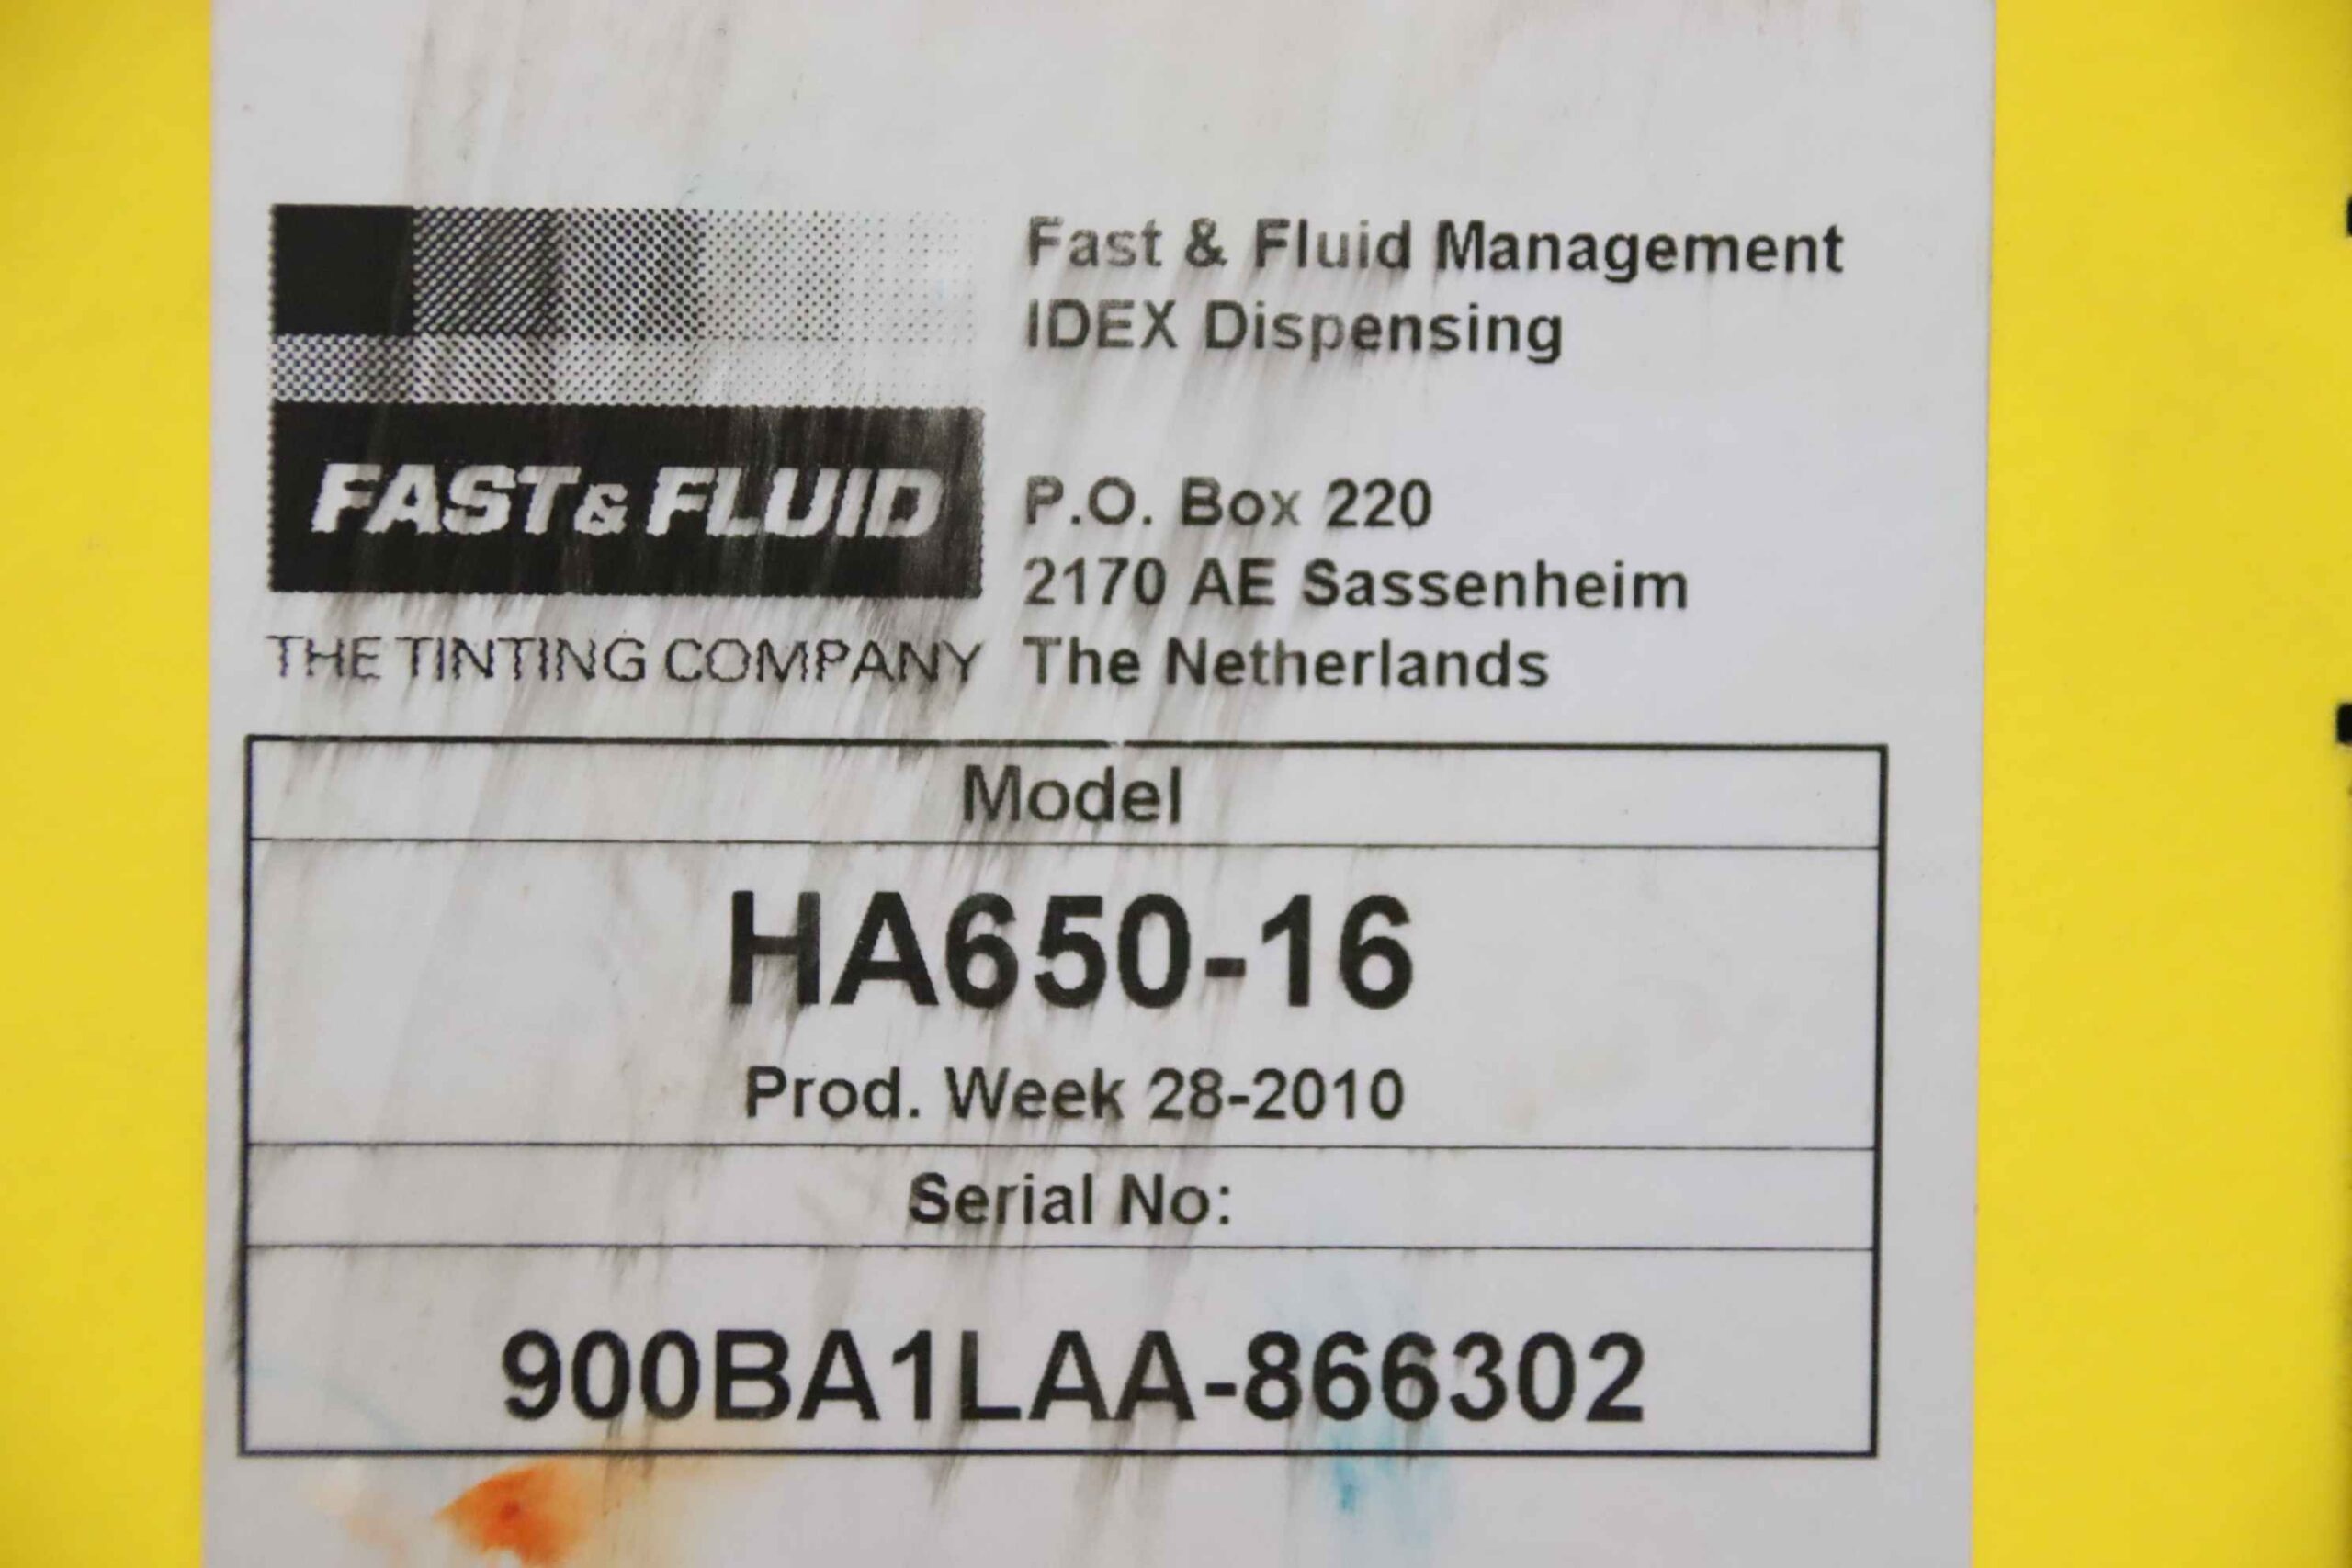 Fast & Fluid Management
IDEX Dispensing
FAST & FLUID
THE TINTING COMPANY
P.O. Box 220
2170 AE Sassenheim
The Netherlands
Model
HA650-16
Prod. Week 28-2010
Serial No:
900BA1LAA-866302